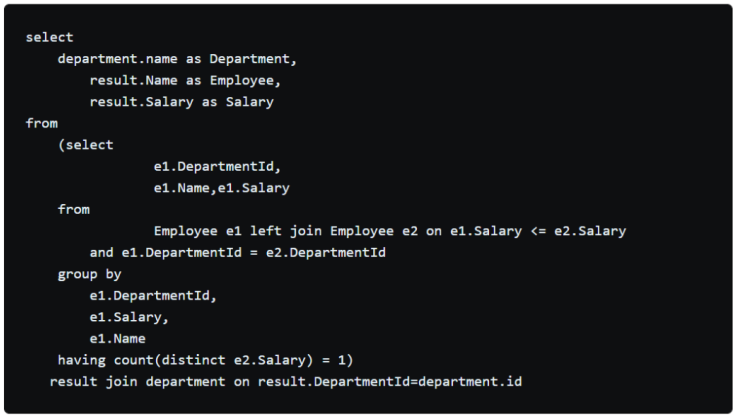 select
department.name as Department,
result.Name as Employee,
result.Salary as Salary
from
(select
e1.DepartmentId,
e1.Name,e1.Salary
from
Employee e1 left join Employee e2 on e1.Salary <= e2.Salary
and e1.DepartmentId = e2.DepartmentId
group by
e1.DepartmentId,
e1.Salary,
e1.Name
having count(distinct e2.Salary) = 1)
result join department on result.DepartmentId=department.id